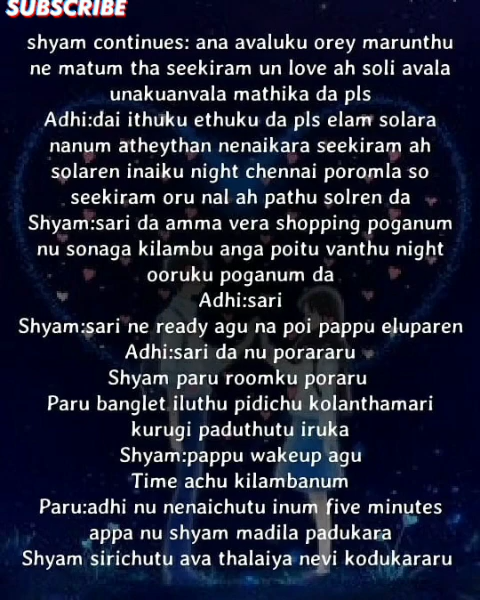 SUBSCRIBE
shyam continues: ana avaluku orey marunthu
ne matum tha seekiram un love ah soli avala
unakuanvala mathika da pls
Adhi:dai ithuku ethuku da pls elam solara
nanum atheythan nenaikara seekiram ah
solaren inaiku night chennai poromla so
seekiram oru nal ah pathu solren da
Shyam:sari da amma vera shopping poganum
nu sonaga kilambu anga poitu vanthu night
ooruku poganum da
Adhi:sari
Shyam:sari ne ready agu na poi pappu eluparen
Adhi:sari da nu porararu
Shyam paru roomku poraru
Paru banglet iluthu pidichu kolanthamari
kurugi paduthutu iruka
Shyam:pappu wakeup agu
Time achu kilambanum
Paru:adhi nu nenaichutu inum five minutes
appa nu shyam madila padukara
Shyam sirichutu ava thalaiya nevi kodukararu